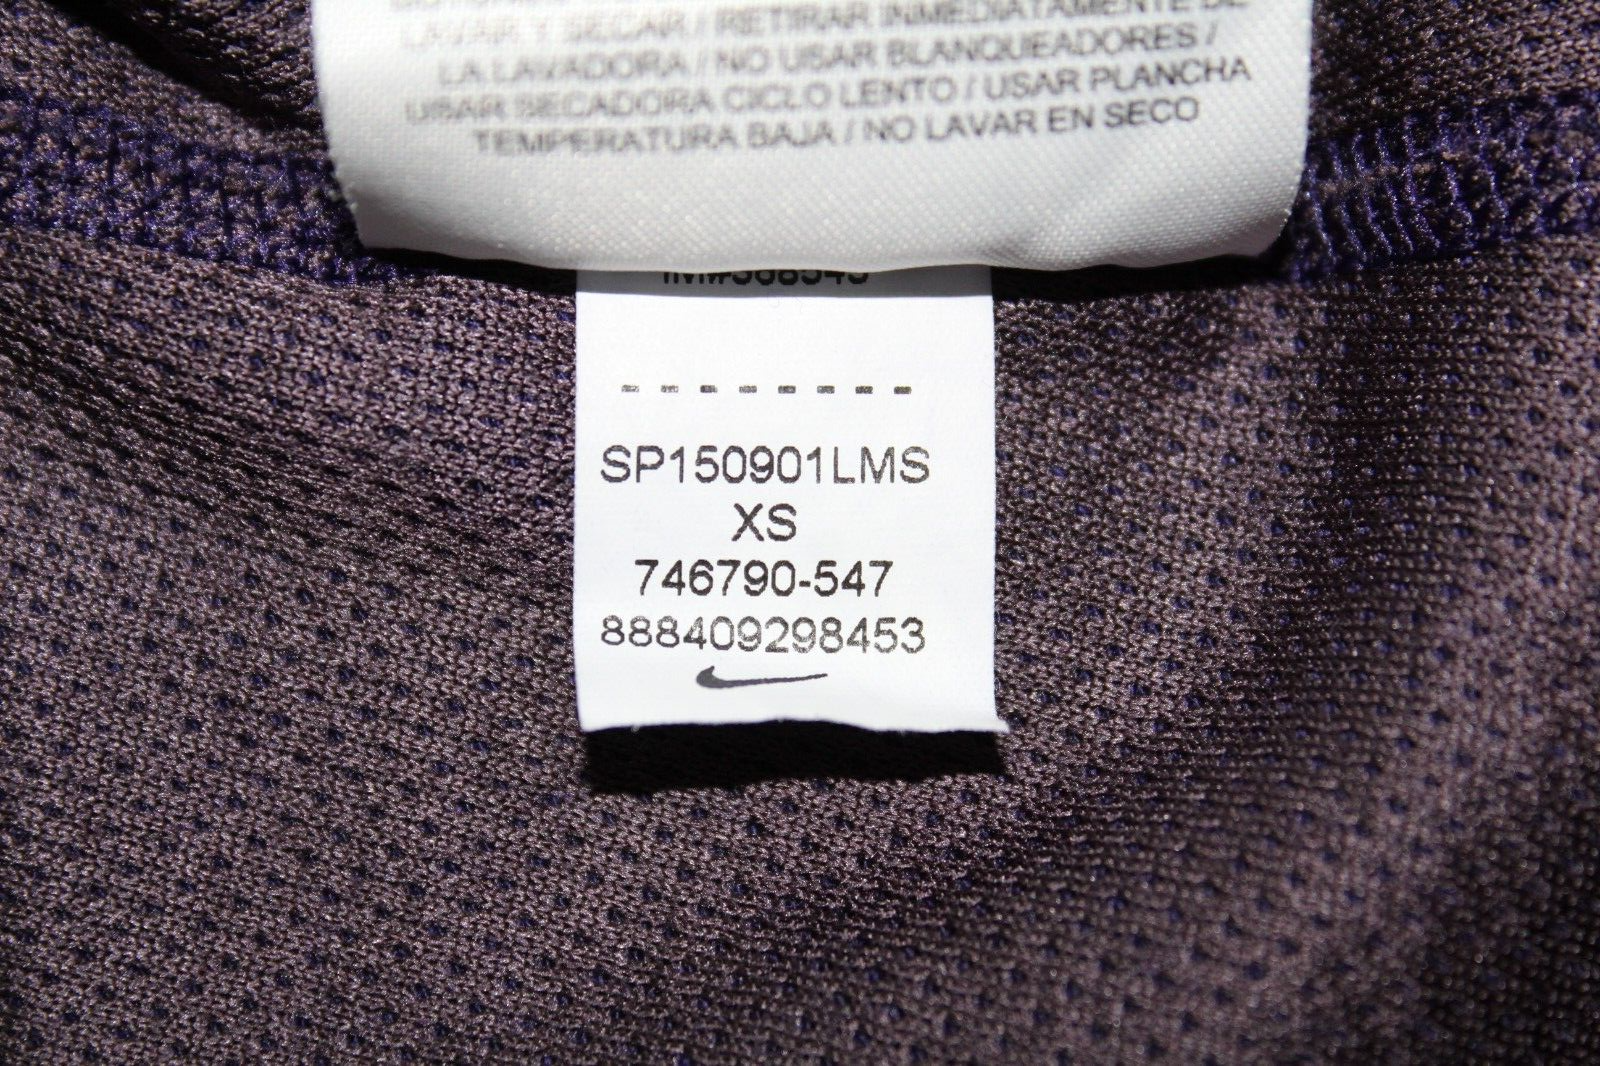 LAVAR Y SECAR / RETIRAR INMEDIATAMENTE DE
LA LAVADORA / NO USAR BLANQUEADORES /
USAR SECADORA CICLO LENTO / USAR PLANCHA
TEMPERATURA BAJA / NO LAVAR EN SECO
--------
SP150901LMS
XS
746790-547
888409298453